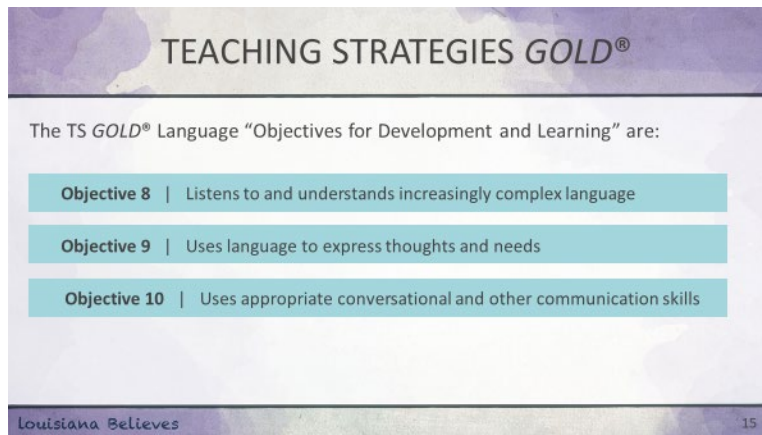 TEACHING STRATEGIES GOLD®
The TS GOLD® Language “Objectives for Development and Learning” are:
Objective 8 | Listens to and understands increasingly complex language
Objective 9 | Uses language to express thoughts and needs
Objective 10 | Uses appropriate conversational and other communication skills
Louisiana Believes
15